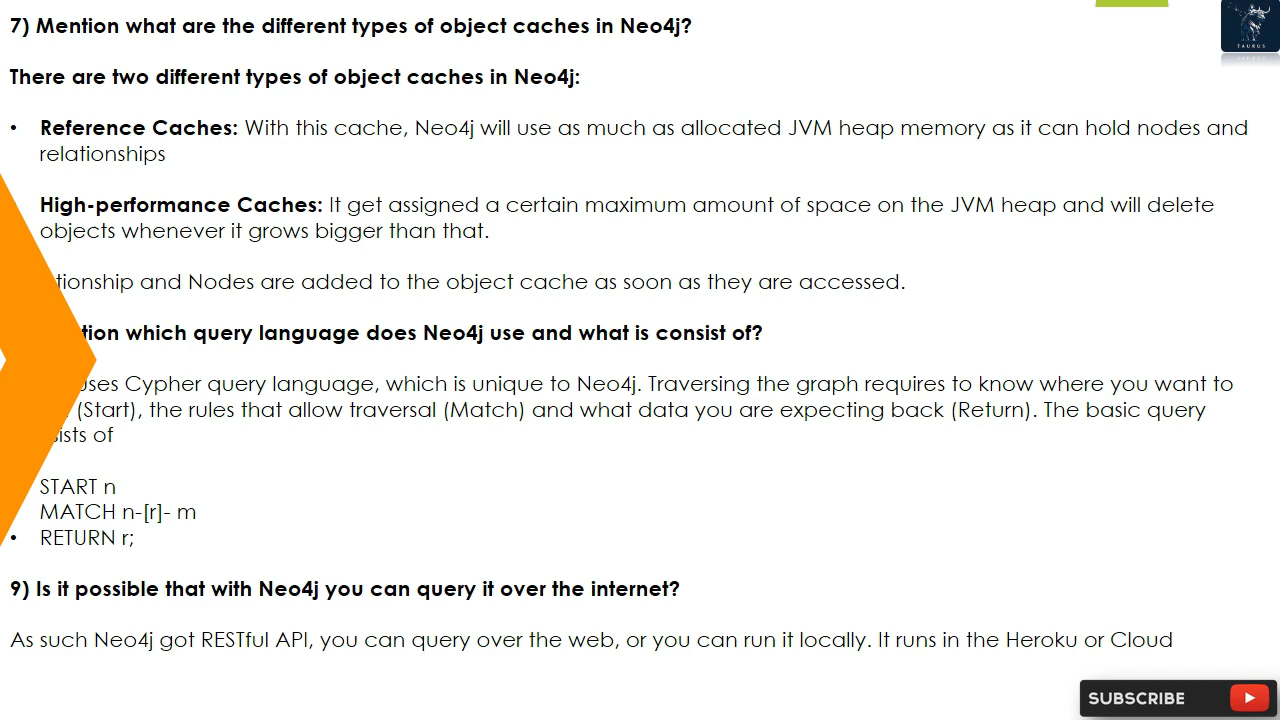 7) Mention what are the different types of object caches in Neo4j?
TAURUS
There are two different types of object caches in Neo4j:
• Reference Caches: With this cache, Neo4j will use as much as allocated JVM heap memory as it can hold nodes and
relationships
High-performance Caches: It get assigned a certain maximum amount of space on the JVM heap and will delete
objects whenever it grows bigger than that.
tionship and Nodes are added to the object cache as soon as they are accessed.
tion which query language does Neo4j use and what is consist of?
uses Cypher query language, which is unique to Neo4j. Traversing the graph requires to know where you want to
(Start), the rules that allow traversal (Match) and what data you are expecting back (Return). The basic query
sists of
START n
MATCH n-[r]- m
• RETURN r;
9) Is it possible that with Neo4j you can query it over the internet?
As such Neo4j got RESTful API, you can query over the web, or you can run it locally. It runs in the Heroku or Cloud
SUBSCRIBE